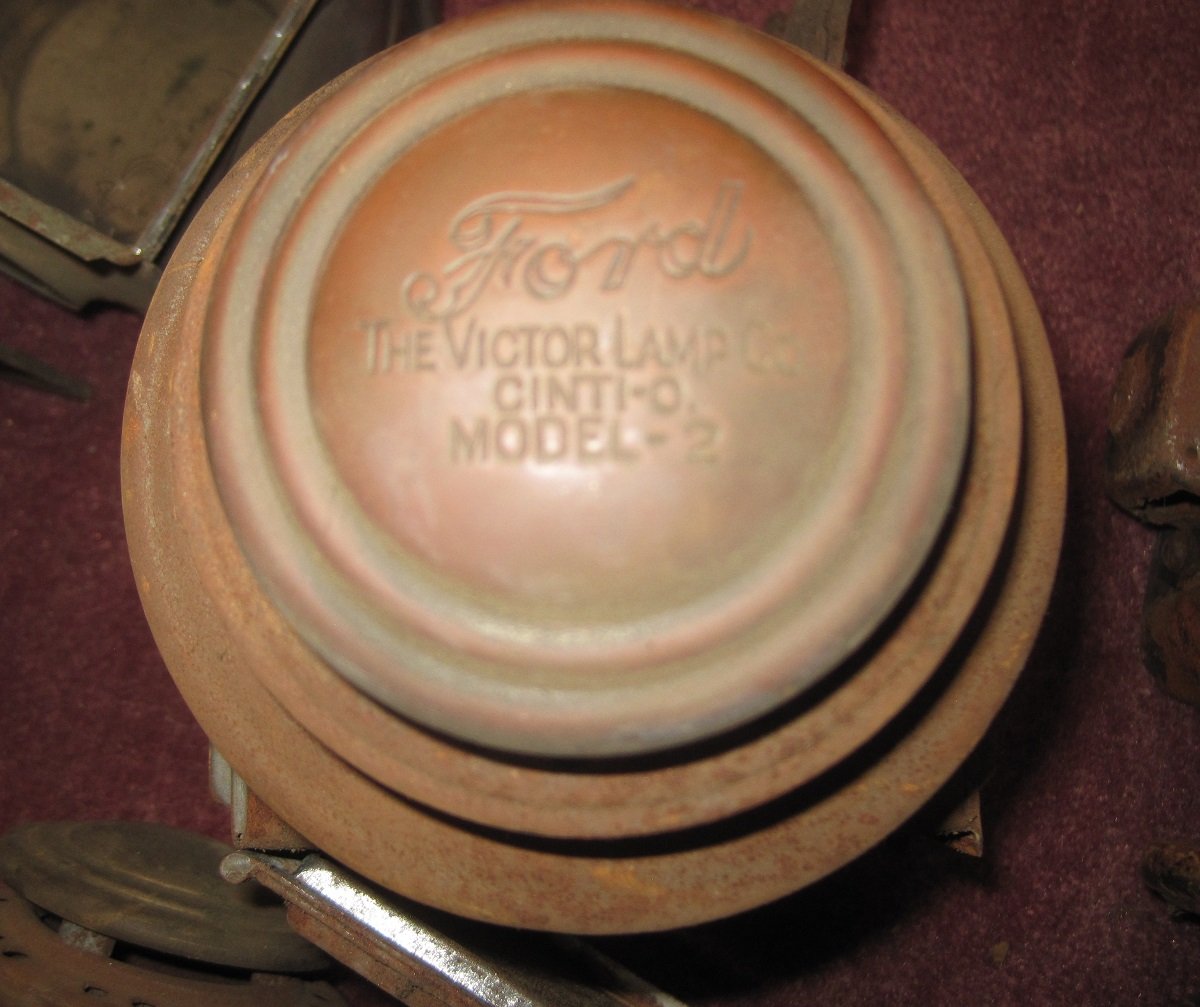 Ford
THE VICTOR LAMP CO.
CINTI-O.
MODEL-2